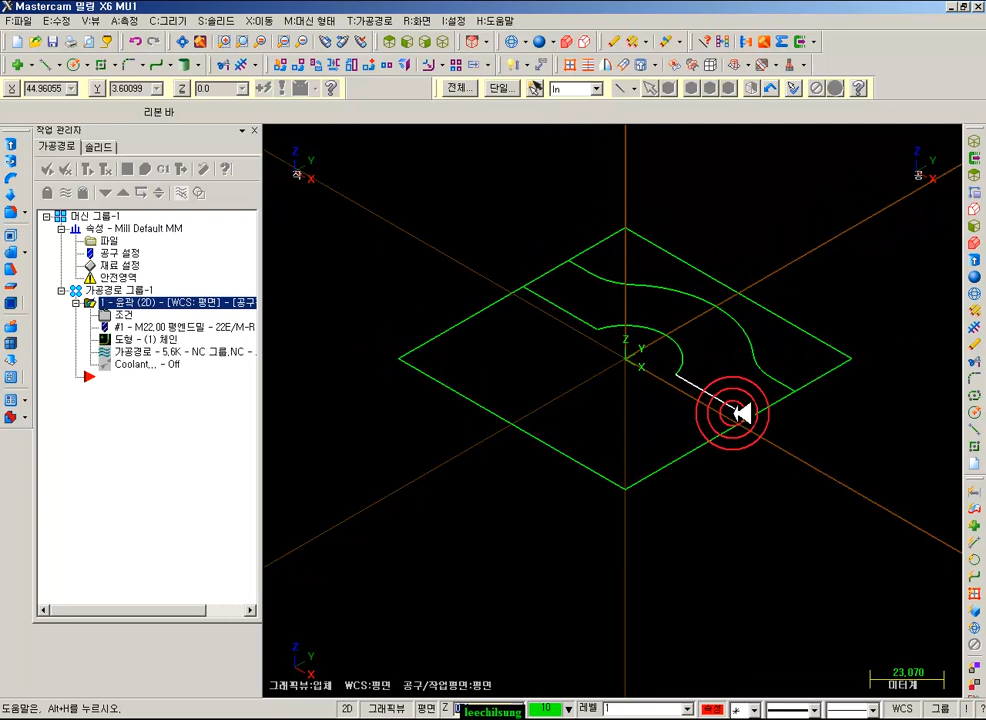 Mastercam 밀링 X6 MU1
F:파일 E:수정 V:뷰 A:측정 C:그리기 S:솔리드 X:이동 M:머신 형태 T:가공경로 R:화면 I:설정 H:도움말
X 44.96055 Y 3.60099 Z 0.0 전체... 단일... In
리본 바
작업 관리자
가공경로 솔리드
G1
머신 그룹-1
속성 - Mill Default MM
파일
공구 설정
재료 설정
안전영역
가공경로 그룹-1
1 - 윤곽 (2D) - [WCS: 평면] - [공구
조건
#1 - M22.00 평엔드밀 - 22E/M-R
도형 - (1) 체인
가공경로 - 5.6K - NC 그룹.NC -
Coolant... - Off
Z Y X 작
Z Y X 공
Z Y X
Z Y X
그래픽뷰:입체 WCS:평면 공구/작업평면:평면
23.070
미터계
도움말은, Alt+H를 누르시오.
2D 그래픽뷰 평면 Z 10 레벨 1 속성 WCS 그룹 ! ?
leechilsung